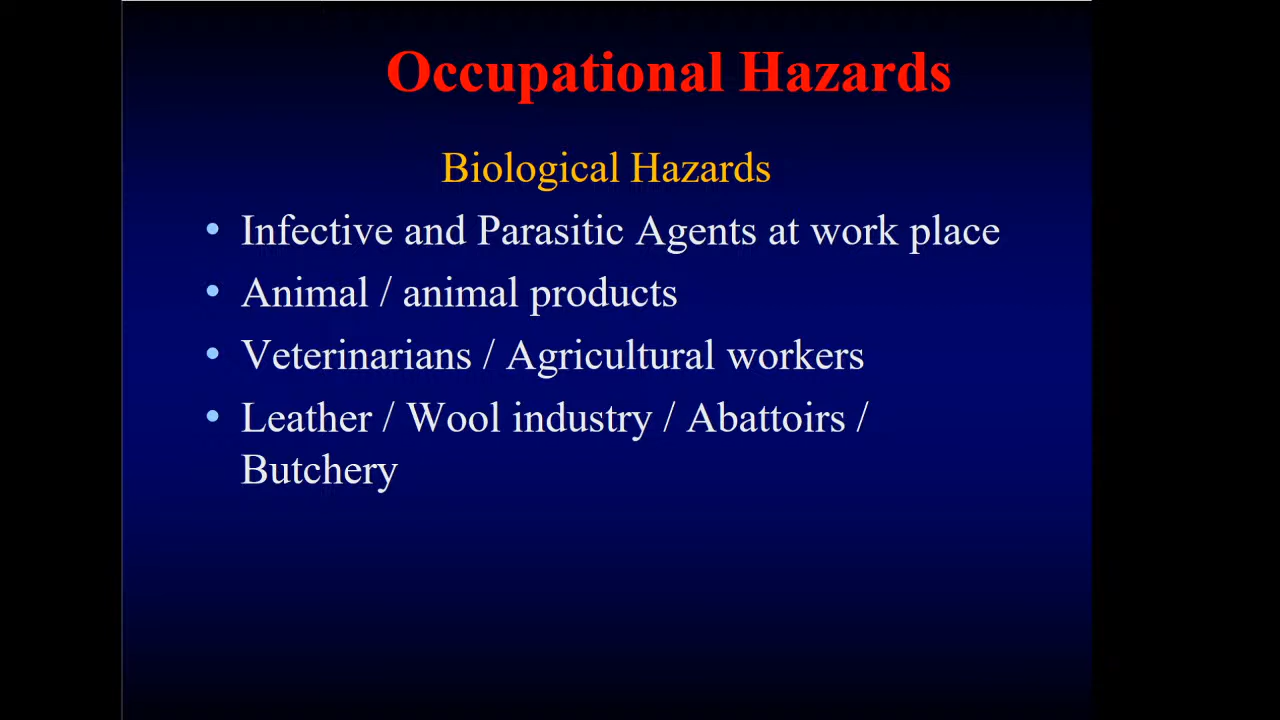 Occupational Hazards
Biological Hazards
• Infective and Parasitic Agents at work place
• Animal / animal products
• Veterinarians / Agricultural workers
• Leather / Wool industry / Abattoirs /
Butchery